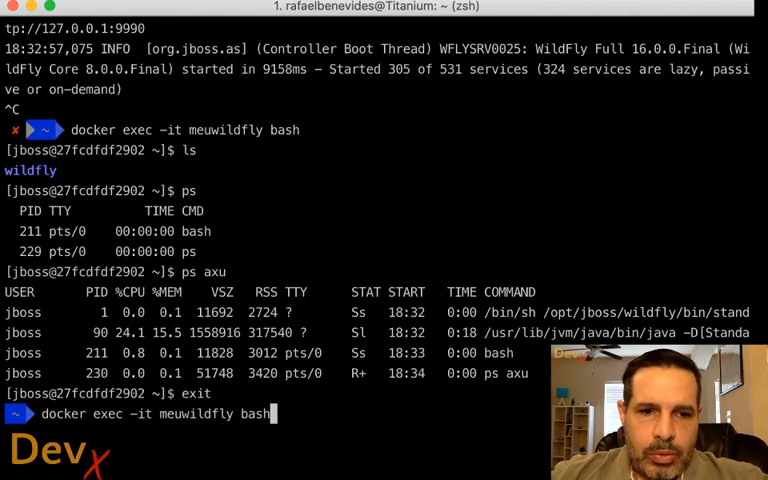 1. rafaelbenevides@Titanium: ~ (zsh)
tp://127.0.0.1:9990
18:32:57,075 INFO  [org.jboss.as] (Controller Boot Thread) WFLYSRV0025: WildFly Full 16.0.0.Final (Wi
ldFly Core 8.0.0.Final) started in 9158ms - Started 305 of 531 services (324 services are lazy, passi
ve or on-demand)
^C
✘ ~ docker exec -it meuwildfly bash
[jboss@27fcdfdf2902 ~]$ ls
wildfly
[jboss@27fcdfdf2902 ~]$ ps
PID TTY          TIME CMD
211 pts/0    00:00:00 bash
229 pts/0    00:00:00 ps
[jboss@27fcdfdf2902 ~]$ ps axu
USER       PID %CPU %MEM    VSZ   RSS TTY      STAT START   TIME COMMAND
jboss        1  0.0  0.1  11692  2724 ?        Ss   18:32   0:00 /bin/sh /opt/jboss/wildfly/bin/stand
jboss       90 24.1 15.5 1558916 317540 ?      Sl   18:32   0:18 /usr/lib/jvm/java/bin/java -D[Standa
jboss      211  0.8  0.1  11828  3012 pts/0    Ss   18:33   0:00 bash
jboss      230  0.0  0.1  51748  3420 pts/0    R+   18:34   0:00 ps axu
[jboss@27fcdfdf2902 ~]$ exit
~ docker exec -it meuwildfly bash
Dev x
Dev x